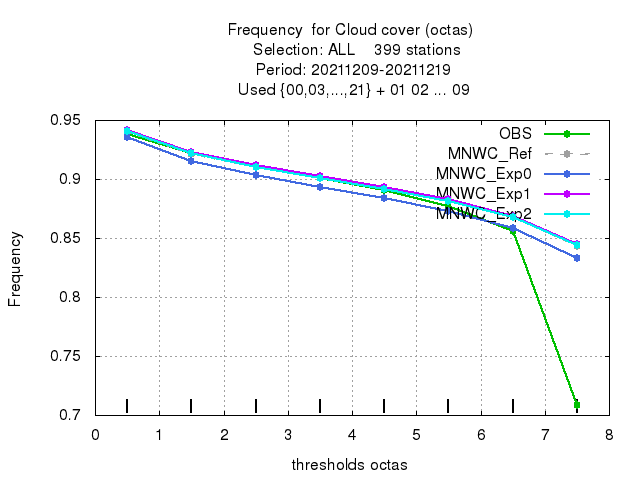 Frequency  for Cloud cover (octas)
Selection: ALL    399 stations
Period: 20211209-20211219
Used {00,03,...,21} + 01 02 ... 09
0.95
OBS
MNWC_Ref
MNWC_Exp0
MNWC_Exp1
MNWC_Exp2
0.9
0.85
0.8
0.75
0.7
Frequency
0 1 2 3 4 5 6 7 8
thresholds octas